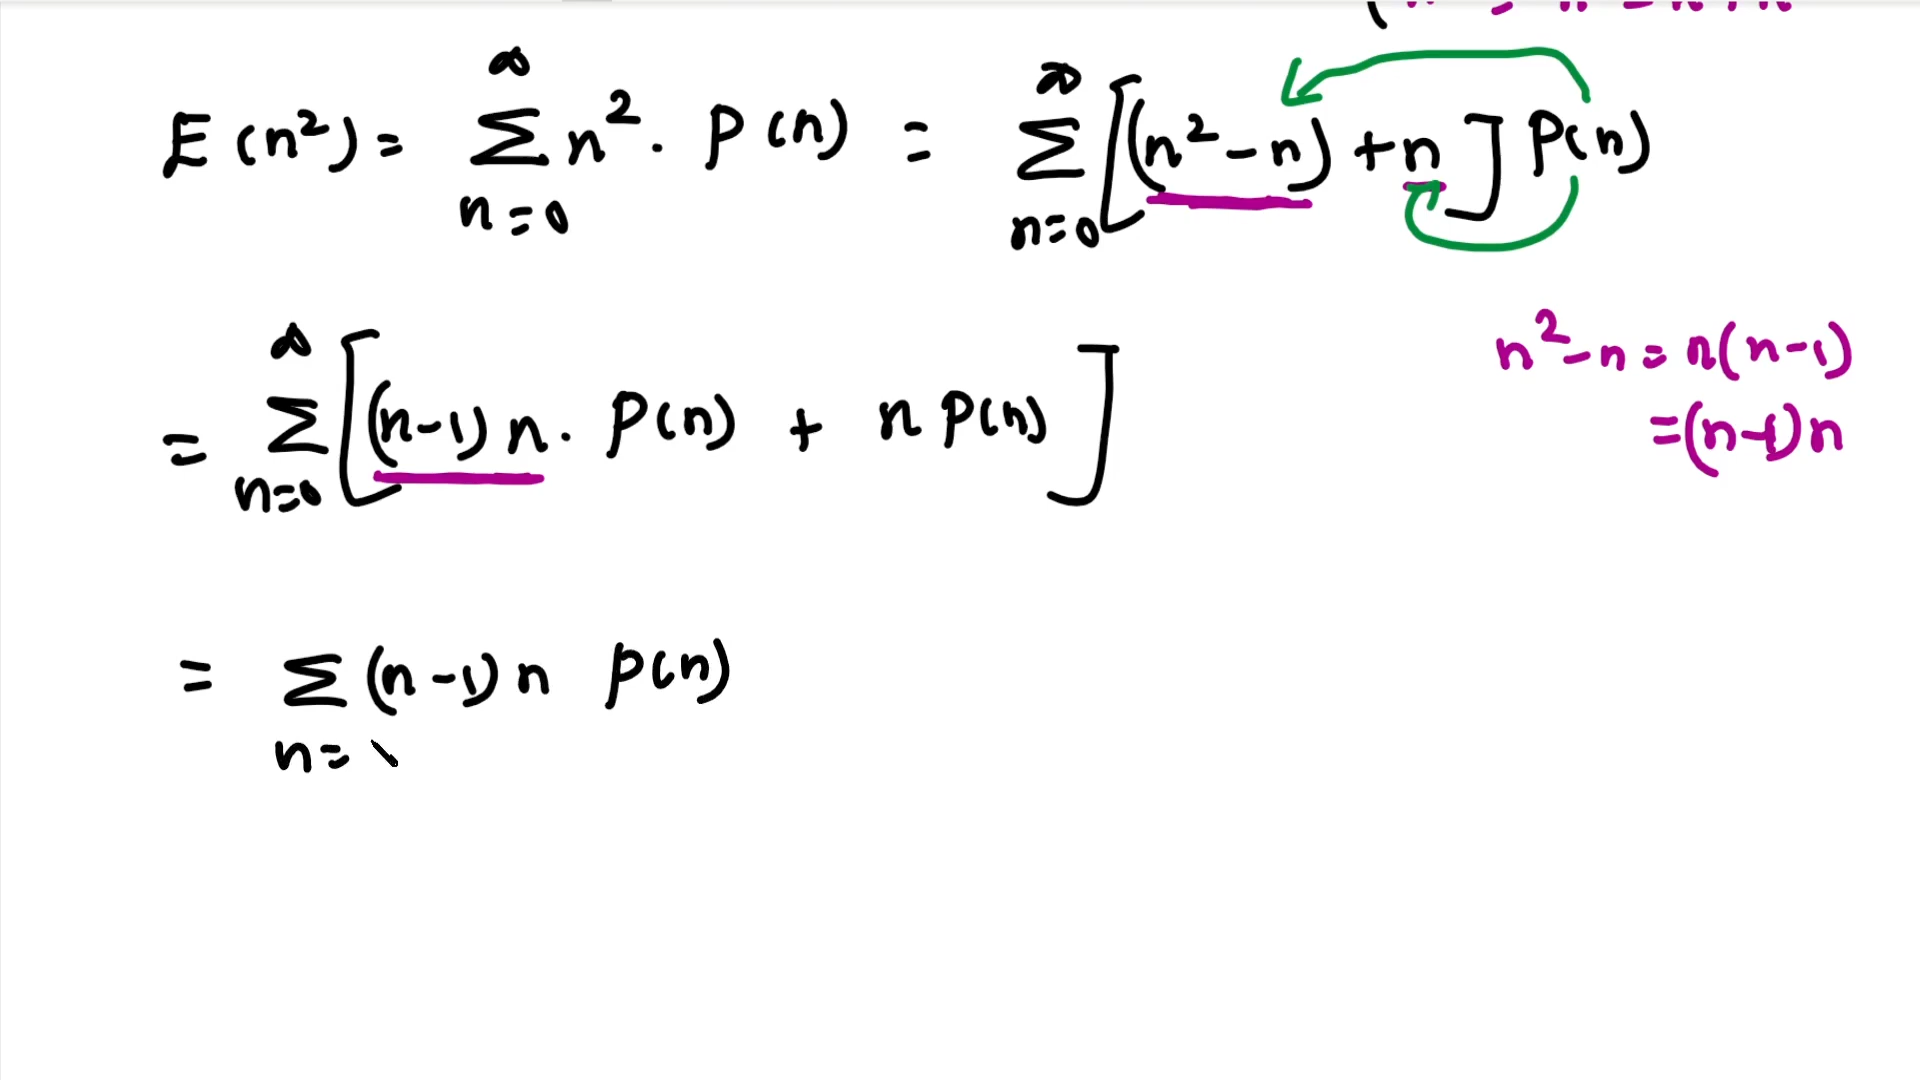 E(n²) = ∞ Σ n=0 n² · P(n) = ∞ Σ n=0 [(n² - n) + n] P(n)
n² - n = n(n-1)
= (n-1)n
= ∞ Σ n=0 [(n-1) n · P(n) + n P(n)]
= Σ n= (n-1) n P(n)